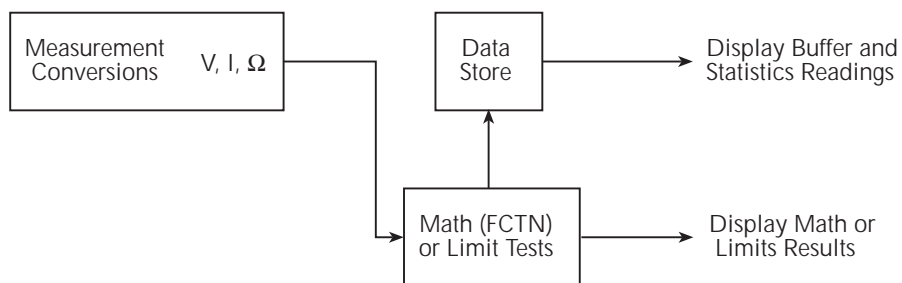 Measurement
Conversions V, I, Ω
Data
Store
Display Buffer and
Statistics Readings
Math (FCTN)
or Limit Tests
Display Math or
Limits Results